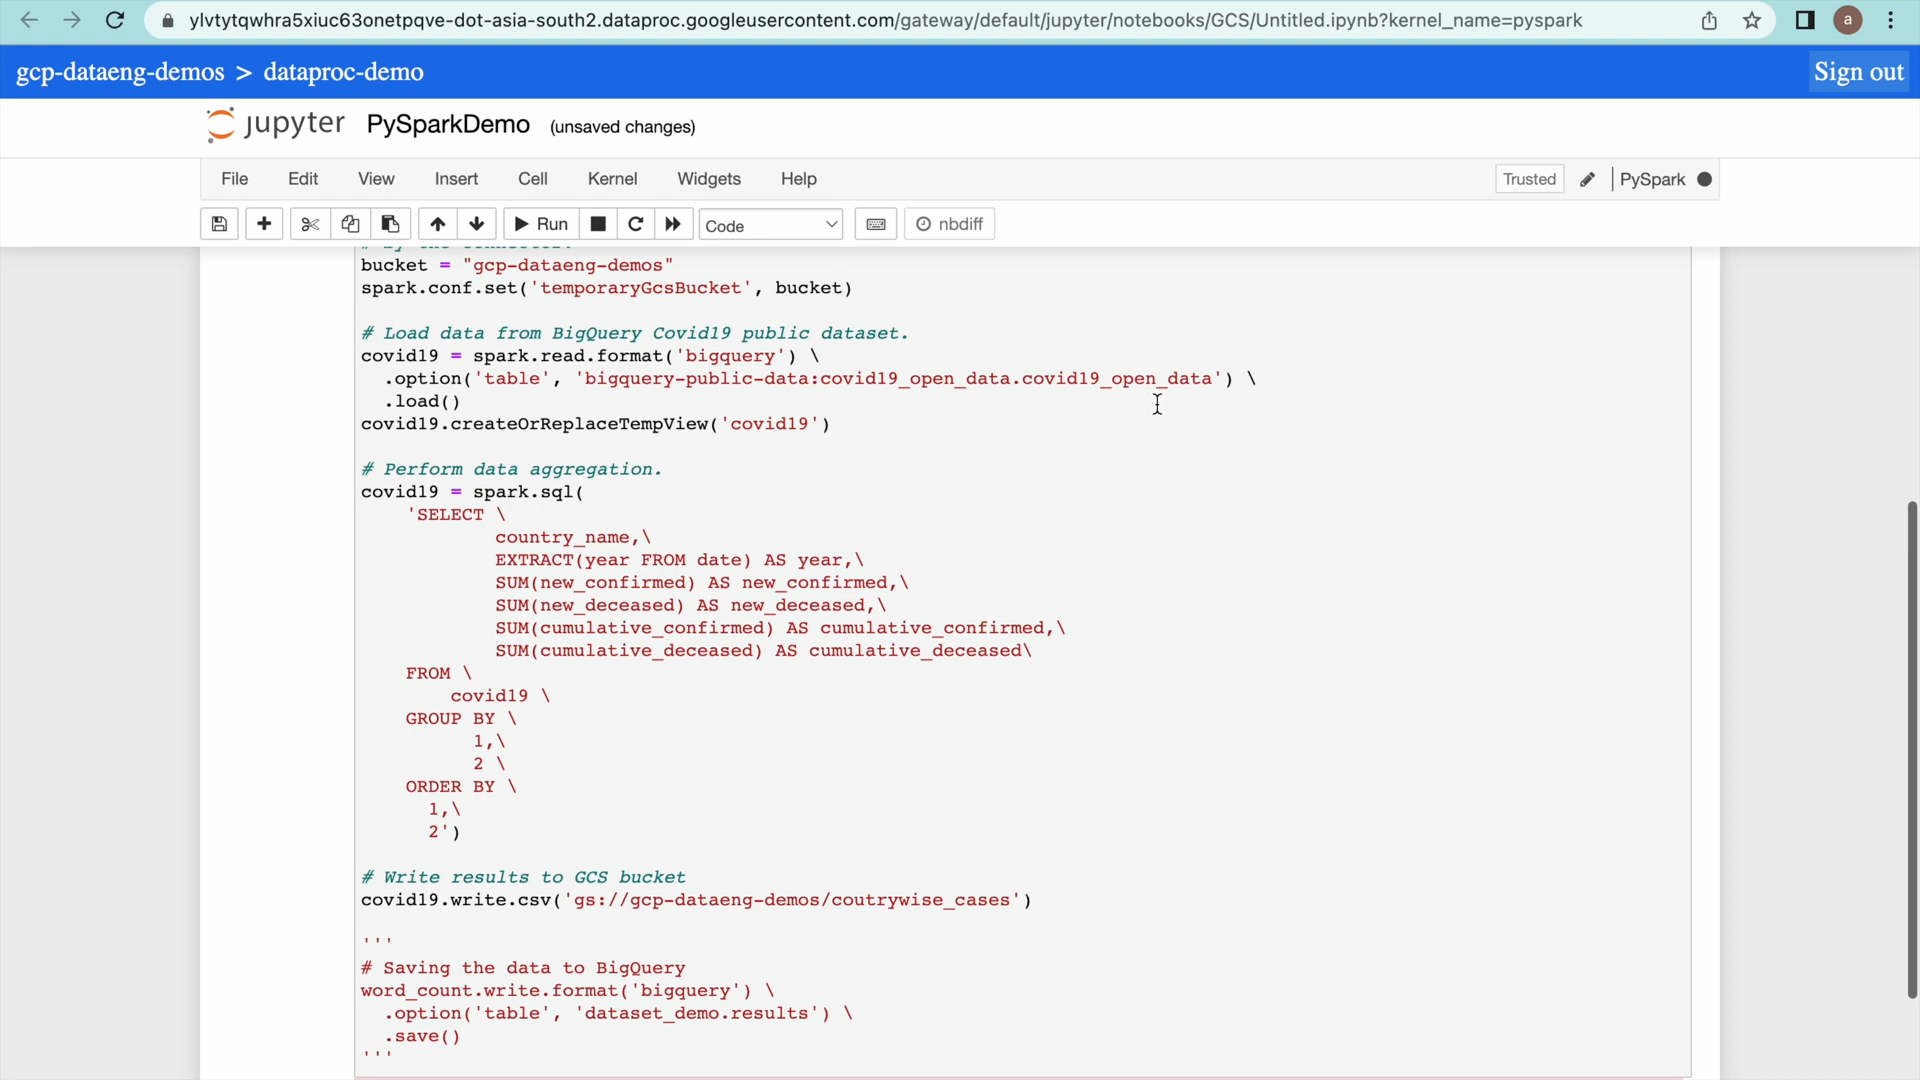 ylvtytqwhra5xiuc63onetpqve-dot-asia-south2.dataproc.googleusercontent.com/gateway/default/jupyter/notebooks/GCS/Untitled.ipynb?kernel_name=pyspark
a
gcp-dataeng-demos > dataproc-demo
Sign out
jupyter PySparkDemo (unsaved changes)
File Edit View Insert Cell Kernel Widgets Help
Trusted
PySpark
Run
Code
nbdiff
# by the connector.
bucket = "gcp-dataeng-demos"
spark.conf.set('temporaryGcsBucket', bucket)
# Load data from BigQuery Covid19 public dataset.
covid19 = spark.read.format('bigquery') \
.option('table', 'bigquery-public-data:covid19_open_data.covid19_open_data') \
.load()
covid19.createOrReplaceTempView('covid19')
# Perform data aggregation.
covid19 = spark.sql(
'SELECT \
country_name,\
EXTRACT(year FROM date) AS year,\
SUM(new_confirmed) AS new_confirmed,\
SUM(new_deceased) AS new_deceased,\
SUM(cumulative_confirmed) AS cumulative_confirmed,\
SUM(cumulative_deceased) AS cumulative_deceased\
FROM \
covid19 \
GROUP BY \
1,\
2 \
ORDER BY \
1,\
2')
# Write results to GCS bucket
covid19.write.csv('gs://gcp-dataeng-demos/coutrywise_cases')
'''
# Saving the data to BigQuery
word_count.write.format('bigquery') \
.option('table', 'dataset_demo.results') \
.save()
'''